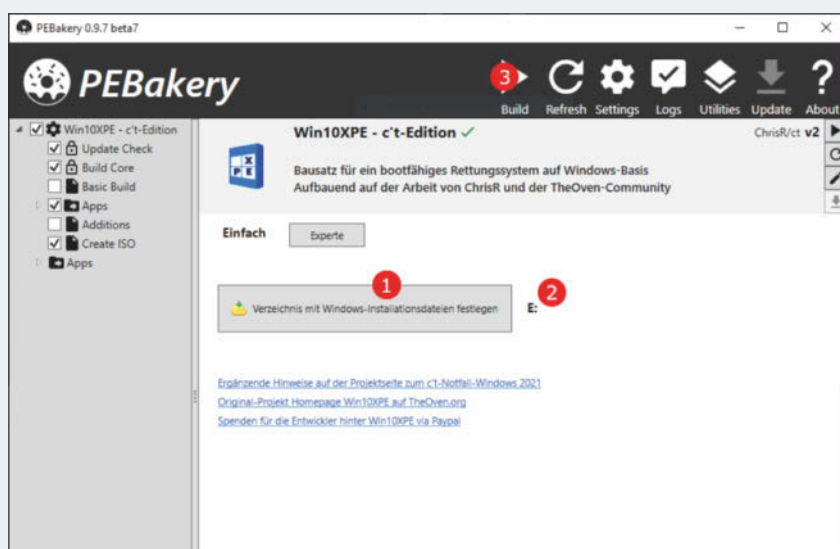 PEBakery 0.9.7 beta7
PEBakery
3
Build Refresh Settings Logs Utilities Update About
Win10XPE - c't-Edition
Update Check
Build Core
Basic Build
Apps
Additions
Create ISO
Apps
Win10XPE - c't-Edition
ChrisR/ct v2
XPE
Bausatz für ein bootfähiges Rettungssystem auf Windows-Basis
Aufbauend auf der Arbeit von ChrisR und der TheOven-Community
Einfach Experte
1
Verzeichnis mit Windows-Installationsdateien festlegen
E:
2
Ergänzende Hinweise auf der Projektseite zum c't-Notfall-Windows 2021
Original-Projekt Homepage Win10XPE auf TheOven.org
Spenden für die Entwickler hinter Win10XPE via Paypal